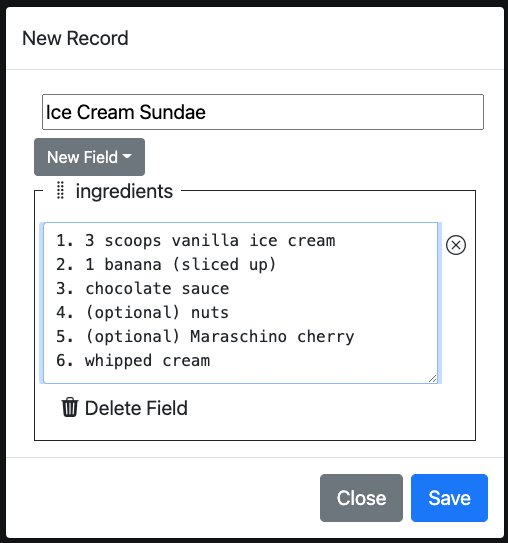 New Record
Ice Cream Sundae
New Field
ingredients
1. 3 scoops vanilla ice cream
2. 1 banana (sliced up)
3. chocolate sauce
4. (optional) nuts
5. (optional) Maraschino cherry
6. whipped cream
Delete Field
Close Save